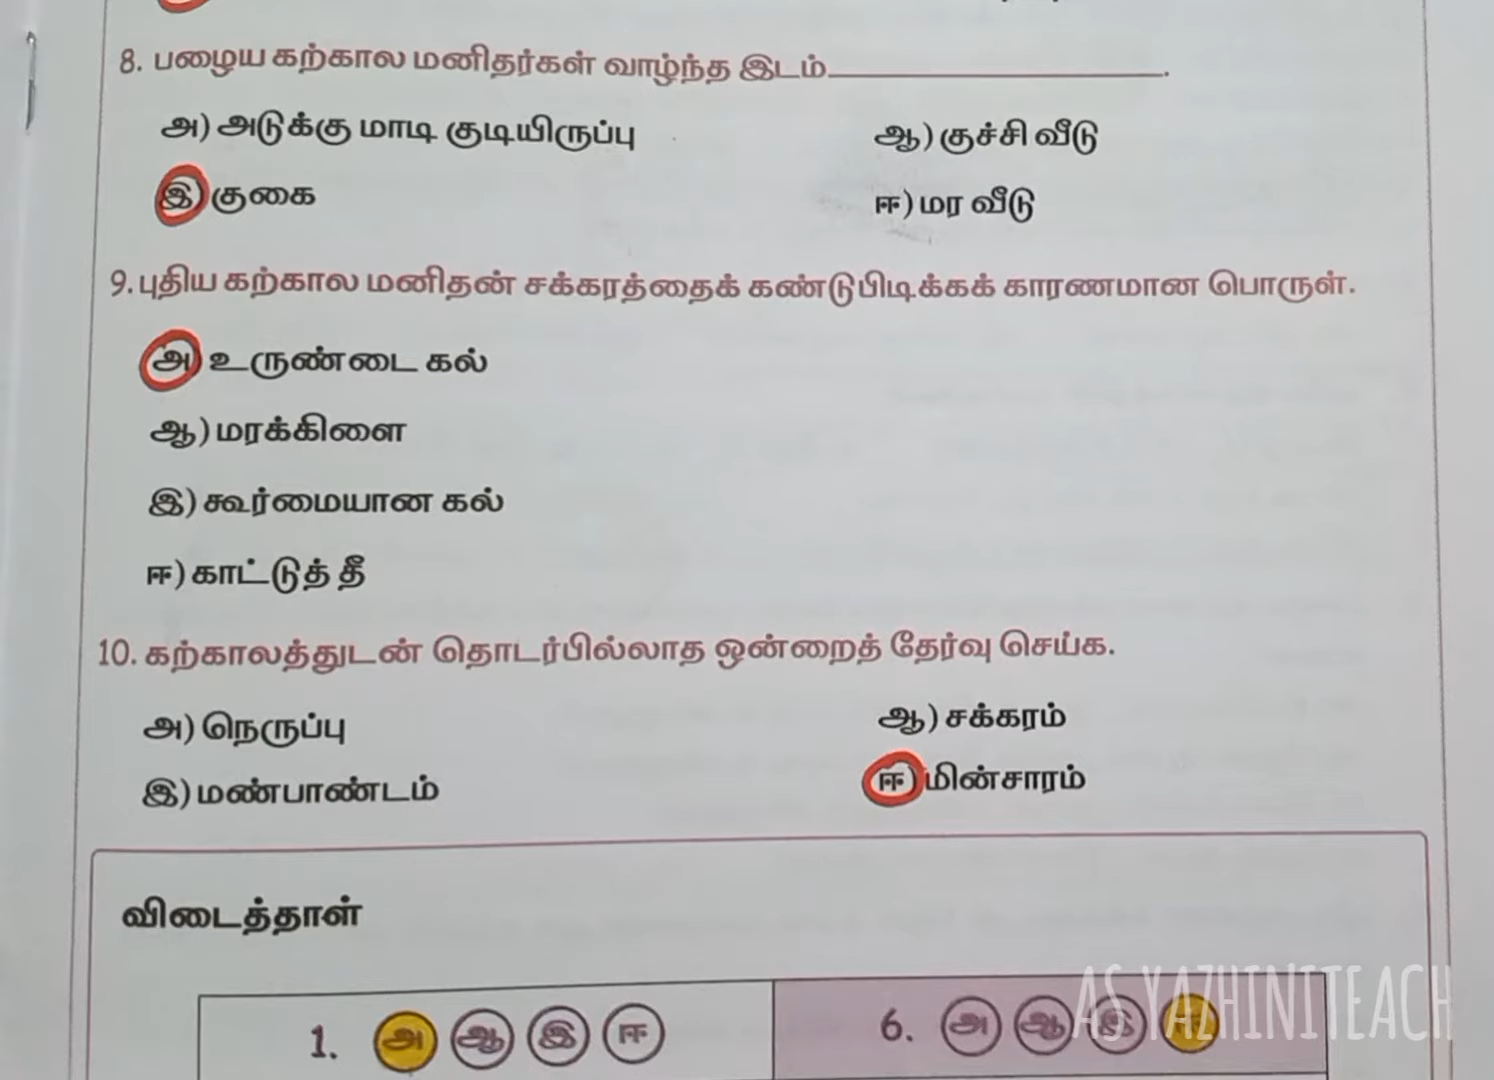 8. பழைய கற்கால மனிதர்கள் வாழ்ந்த இடம்____________________.
அ) அடுக்கு மாடி குடியிருப்பு ஆ) குச்சி வீடு
இ) குகை ஈ) மர வீடு
9. புதிய கற்கால மனிதன் சக்கரத்தைக் கண்டுபிடிக்கக் காரணமான பொருள்.
அ) உருண்டை கல்
ஆ) மரக்கிளை
இ) கூர்மையான கல்
ஈ) காட்டுத் தீ
10. கற்காலத்துடன் தொடர்பில்லாத ஒன்றைத் தேர்வு செய்க.
அ) நெருப்பு ஆ) சக்கரம்
இ) மண்பாண்டம் ஈ) மின்சாரம்
விடைத்தாள்
1. அ ஆ இ ஈ 6. அ ஆ இ ஈ
AS YAZHINITEACH